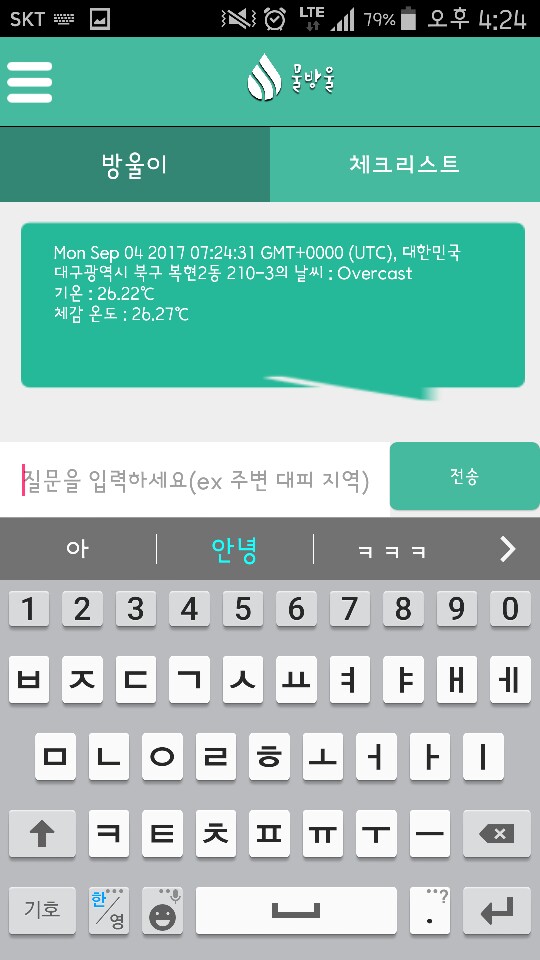 SKT LTE 79% 오후 4:24
물방울
방울이 체크리스트
Mon Sep 04 2017 07:24:31 GMT+0000 (UTC), 대한민국
대구광역시 북구 복현2동 210-3의 날씨 : Overcast
기온 : 26.22℃
체감 온도 : 26.27℃
질문을 입력하세요(ex 주변 대피 지역) 전송
아 안녕 ㅋㅋㅋ
1 2 3 4 5 6 7 8 9 0
ㅂ ㅈ ㄷ ㄱ ㅅ ㅛ ㅕ ㅑ ㅐ ㅔ
ㅁ ㄴ ㅇ ㄹ ㅎ ㅗ ㅓ ㅏ ㅣ
ㅋ ㅌ ㅊ ㅍ ㅠ ㅜ ㅡ
기호 한/영 . ?